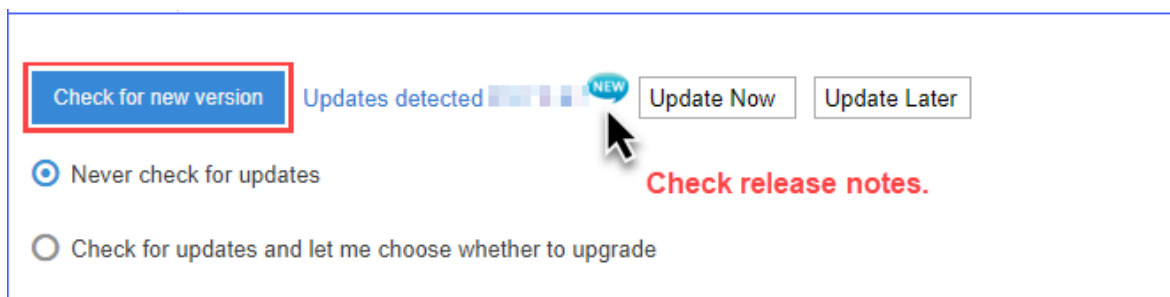 Check for new version Updates detected NEW Update Now Update Later
Never check for updates
Check release notes.
Check for updates and let me choose whether to upgrade